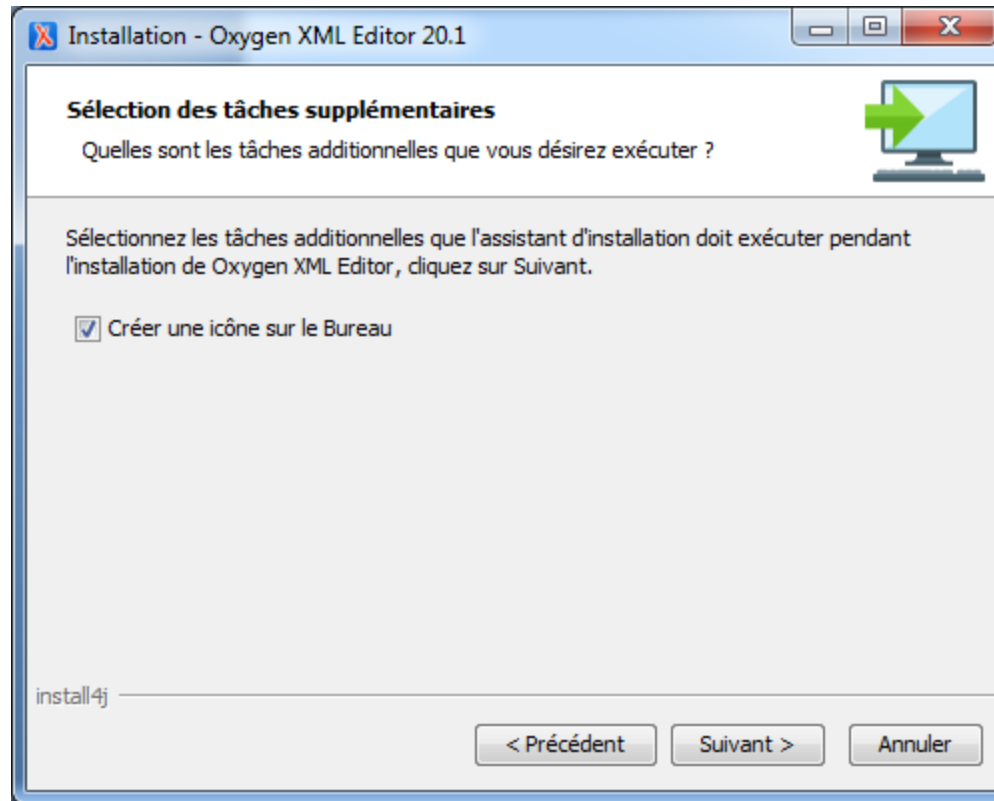 Installation - Oxygen XML Editor 20.1
Sélection des tâches supplémentaires
Quelles sont les tâches additionnelles que vous désirez exécuter ?
Sélectionnez les tâches additionnelles que l'assistant d'installation doit exécuter pendant
l'installation de Oxygen XML Editor, cliquez sur Suivant.
Créer une icône sur le Bureau
install4j
< Précédent
Suivant >
Annuler